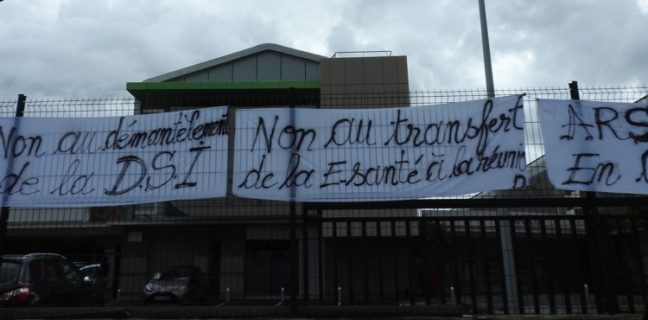 Non au démantèlement
de la DSI
Non au transfert
de la Esanté à la réunion
ARS
En